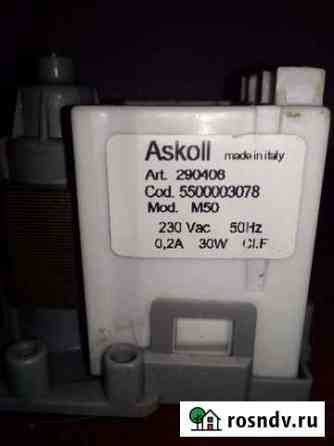 Askoll made in italy
Art. 290406
Cod. 5500003078
Mod. M50
230 Vac 50Hz
0,2A 30W Cl.F
rosndv.ru